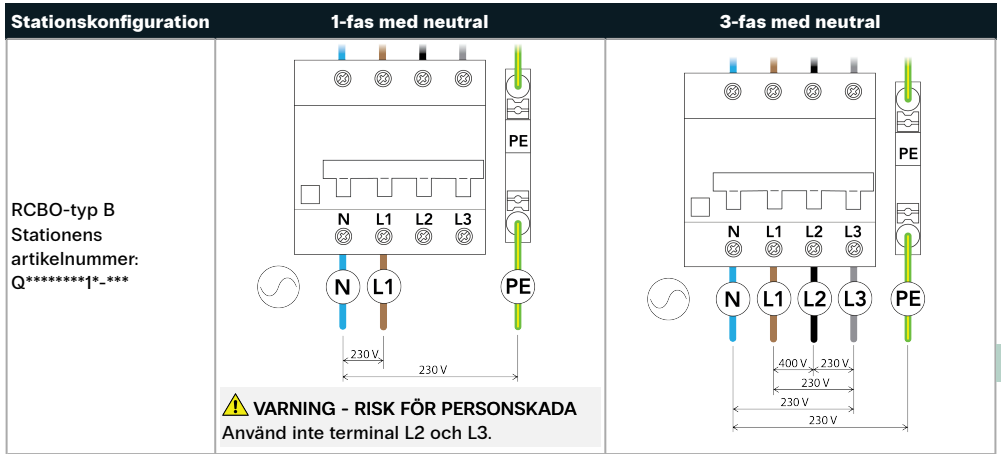 Stationskonfiguration
1-fas med neutral
3-fas med neutral
RCBO-typ B
Stationens
artikelnummer:
Q********1*-***
PE
N L1 L2 L3
N L1 PE
230 V
230 V
VARNING - RISK FÖR PERSONSKADA
Använd inte terminal L2 och L3.
PE
N L1 L2 L3
N L1 L2 L3 PE
400 V 230 V
230 V
230 V
230 V